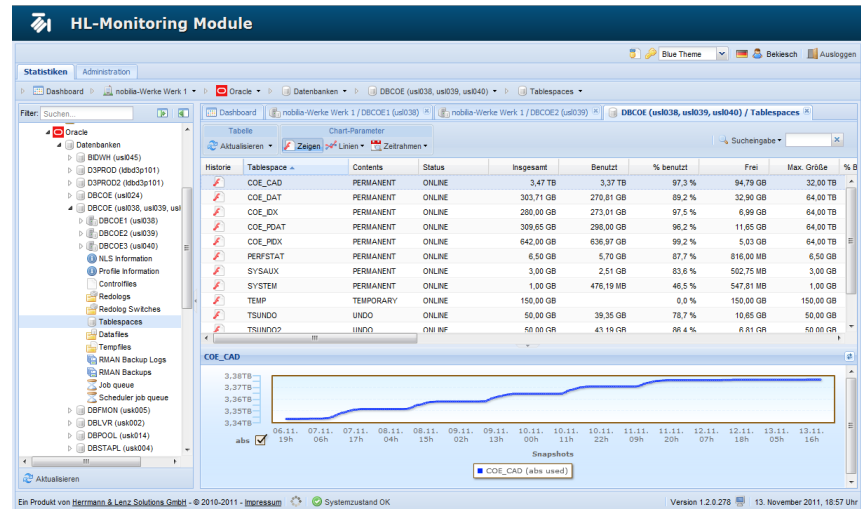 HL-Monitoring Module
Blue Theme Bekiesch Ausloggen
Statistiken Administration
Dashboard nobilia-Werke Werk 1 Oracle Datenbanken DBCOE (usl038, usl039, usl040) Tablespaces
Filter: Suchen...
Oracle
Datenbanken
BIDWH (usl045)
D3PROD (ldbd3p101)
D3PROD2 (ldbd3p101)
DBCOE (usl024)
DBCOE (usl038, usl039, usl
DBCOE1 (usl038)
DBCOE2 (usl039)
DBCOE3 (usl040)
NLS Information
Profile Information
Controlfiles
Redologs
Redolog Switches
Tablespaces
Datafiles
Tempfiles
RMAN Backup Logs
RMAN Backups
Job queue
Scheduler job queue
DBFMON (usk005)
DBLVR (usk002)
DBPOOL (usk014)
DBSTAPL (usk004)
Aktualisieren
Dashboard nobilia-Werke Werk 1 / DBCOE1 (usl038) nobilia-Werke Werk 1 / DBCOE2 (usl039) DBCOE (usl038, usl039, usl040) / Tablespaces
Tabelle Chart-Parameter
Aktualisieren Zeigen Linien Zeitrahmen Sucheingabe
Historie Tablespace Contents Status Insgesamt Benutzt % benutzt Frei Max. Größe % B
COE_CAD PERMANENT ONLINE 3,47 TB 3,37 TB 97,3 % 94,79 GB 32,00 TB
COE_DAT PERMANENT ONLINE 303,71 GB 270,81 GB 89,2 % 32,90 GB 64,00 TB
COE_IDX PERMANENT ONLINE 280,00 GB 273,01 GB 97,5 % 6,99 GB 64,00 TB
COE_PDAT PERMANENT ONLINE 309,65 GB 298,00 GB 96,2 % 11,65 GB 64,00 TB
COE_PIDX PERMANENT ONLINE 642,00 GB 636,97 GB 99,2 % 5,03 GB 64,00 TB
PERFSTAT PERMANENT ONLINE 6,50 GB 5,70 GB 87,7 % 816,00 MB 6,50 GB
SYSAUX PERMANENT ONLINE 3,00 GB 2,51 GB 83,6 % 502,75 MB 3,00 GB
SYSTEM PERMANENT ONLINE 1,00 GB 476,19 MB 46,5 % 547,81 MB 1,00 GB
TEMP TEMPORARY ONLINE 150,00 GB 0,0 % 150,00 GB 150,00 GB
TSUNDO UNDO ONLINE 50,00 GB 39,35 GB 78,7 % 10,65 GB 50,00 GB
TSUNDO2 UNDO ONLINE 50,00 GB 43,19 GB 86,4 % 6,81 GB 50,00 GB
COE_CAD
3.38TB
3.37TB
3.36TB
3.35TB
3.34TB
06.11. 07.11. 07.11. 08.11. 09.11. 09.11. 10.11. 10.11. 10.11. 11.11. 11.11. 12.11. 12.11. 13.11. 13.11.
19h 06h 17h 04h 15h 02h 13h 00h 11h 22h 09h 20h 07h 18h 05h 16h
abs
Snapshots
COE_CAD (abs used)
Ein Produkt von Herrmann & Lenz Solutions GmbH - © 2010-2011 - Impressum Systemzustand OK Version 1.2.0.278 13. November 2011, 18:57 Uhr